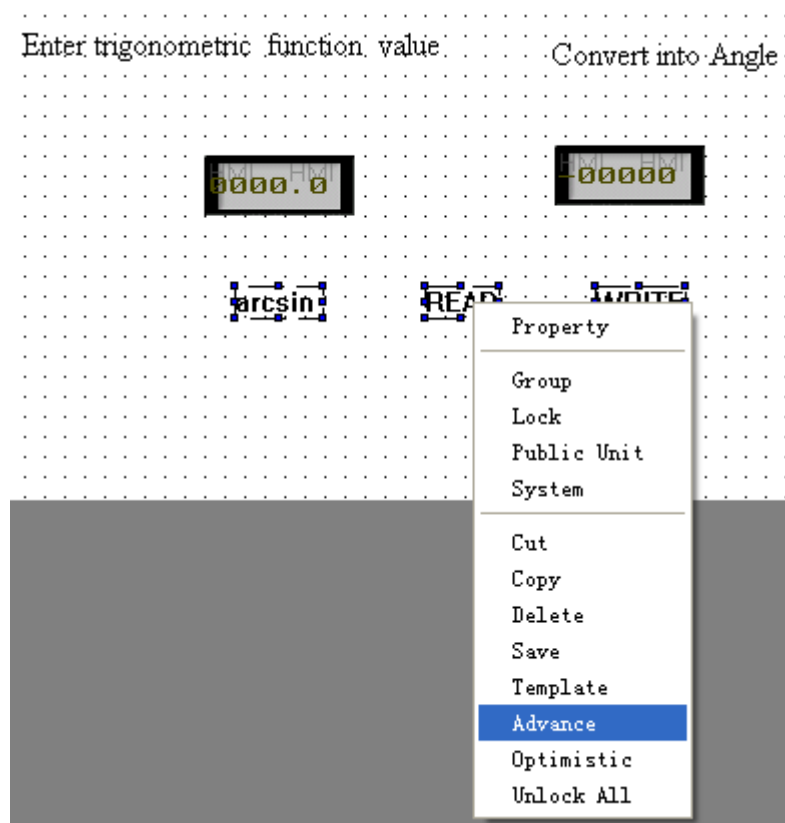 Enter trigonometric function value
Convert into Angle
HMI HMI
0000.0
HMI HMI
-00000
arcsin
READ
WRITE
Property
Group
Lock
Public Unit
System
Cut
Copy
Delete
Save
Template
Advance
Optimistic
Unlock All